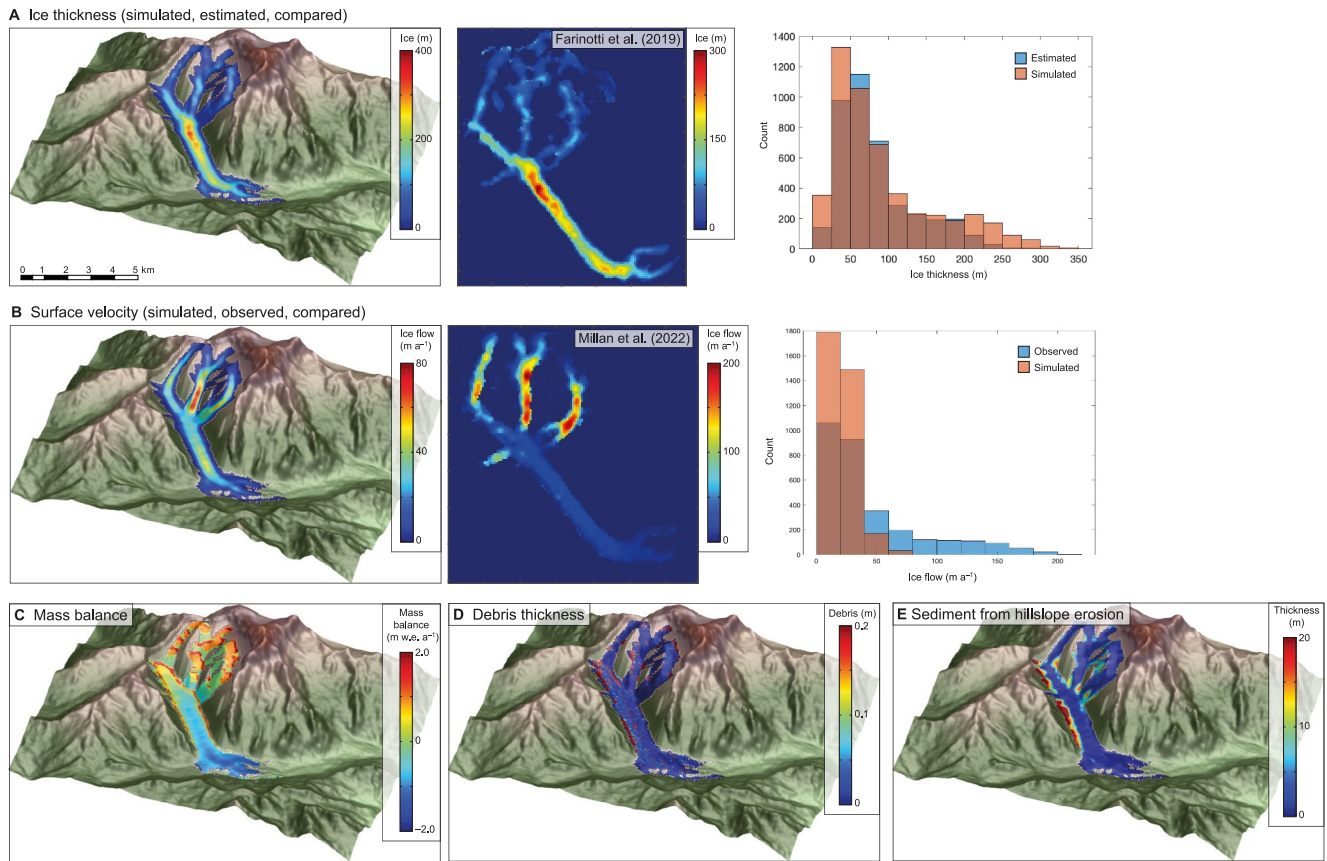 A Ice thickness (simulated, estimated, compared)
Ice (m)
400
200
0
0 1 2 3 4 5 km
Farinotti et al. (2019)
Ice (m)
300
150
0
1400
1200
1000
800
600
400
200
0
Count
Estimated
Simulated
0 50 100 150 200 250 300 350
Ice thickness (m)
B Surface velocity (simulated, observed, compared)
Ice flow
(m a⁻¹)
80
40
0
Millan et al. (2022)
Ice flow
(m a⁻¹)
200
100
0
1800
1600
1400
1200
1000
800
600
400
200
0
Count
Observed
Simulated
0 50 100 150 200
Ice flow (m a⁻¹)
C Mass balance
Mass
balance
(m w.e. a⁻¹)
2.0
0
–2.0
D Debris thickness
Debris (m)
0.2
0.1
0
E Sediment from hillslope erosion
Thickness
(m)
20
10
0